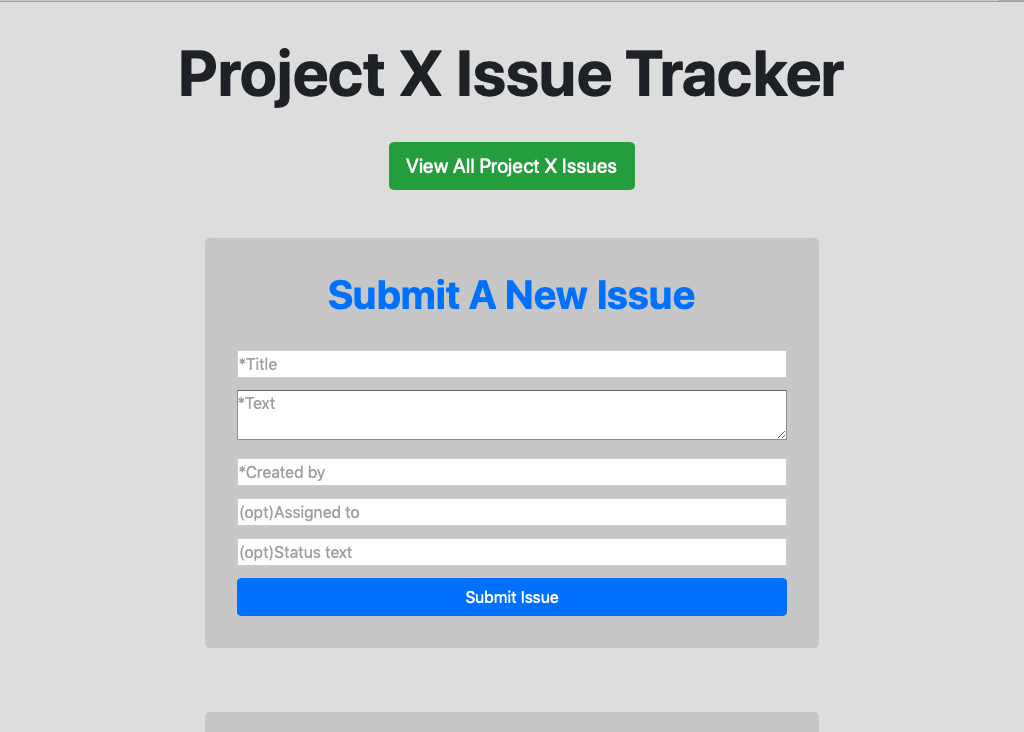 Project X Issue Tracker
View All Project X Issues
Submit A New Issue
*Title
*Text
*Created by
(opt)Assigned to
(opt)Status text
Submit Issue